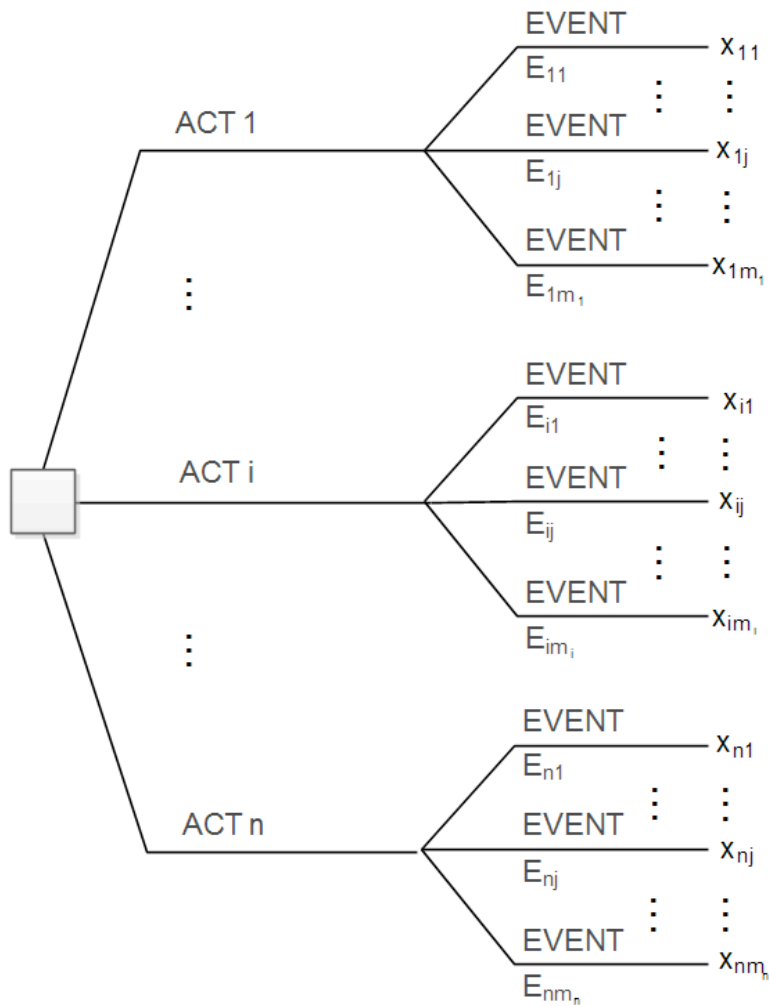 EVENT
E₁₁ x₁₁
⋮ ⋮
ACT 1
EVENT
E₁ⱼ x₁ⱼ
⋮ ⋮
EVENT
E₁ₘ₁ x₁ₘ₁
⋮
EVENT
Eᵢ₁ xᵢ₁
⋮ ⋮
ACT i
EVENT
Eᵢⱼ xᵢⱼ
⋮ ⋮
EVENT
Eᵢₘᵢ xᵢₘᵢ
⋮
EVENT
Eₙ₁ xₙ₁
⋮ ⋮
ACT n
EVENT
Eₙⱼ xₙⱼ
⋮ ⋮
EVENT
Eₙₘₙ xₙₘₙ